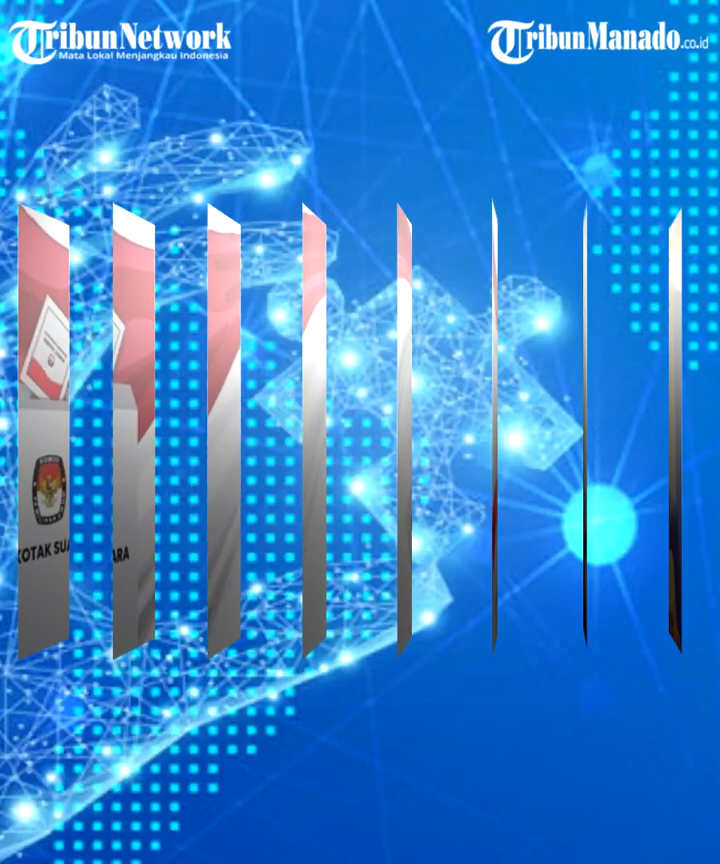 TribunNetwork
Mata Lokal Menjangkau Indonesia
TribunManado.co.id
KOTAK SUA
ARA